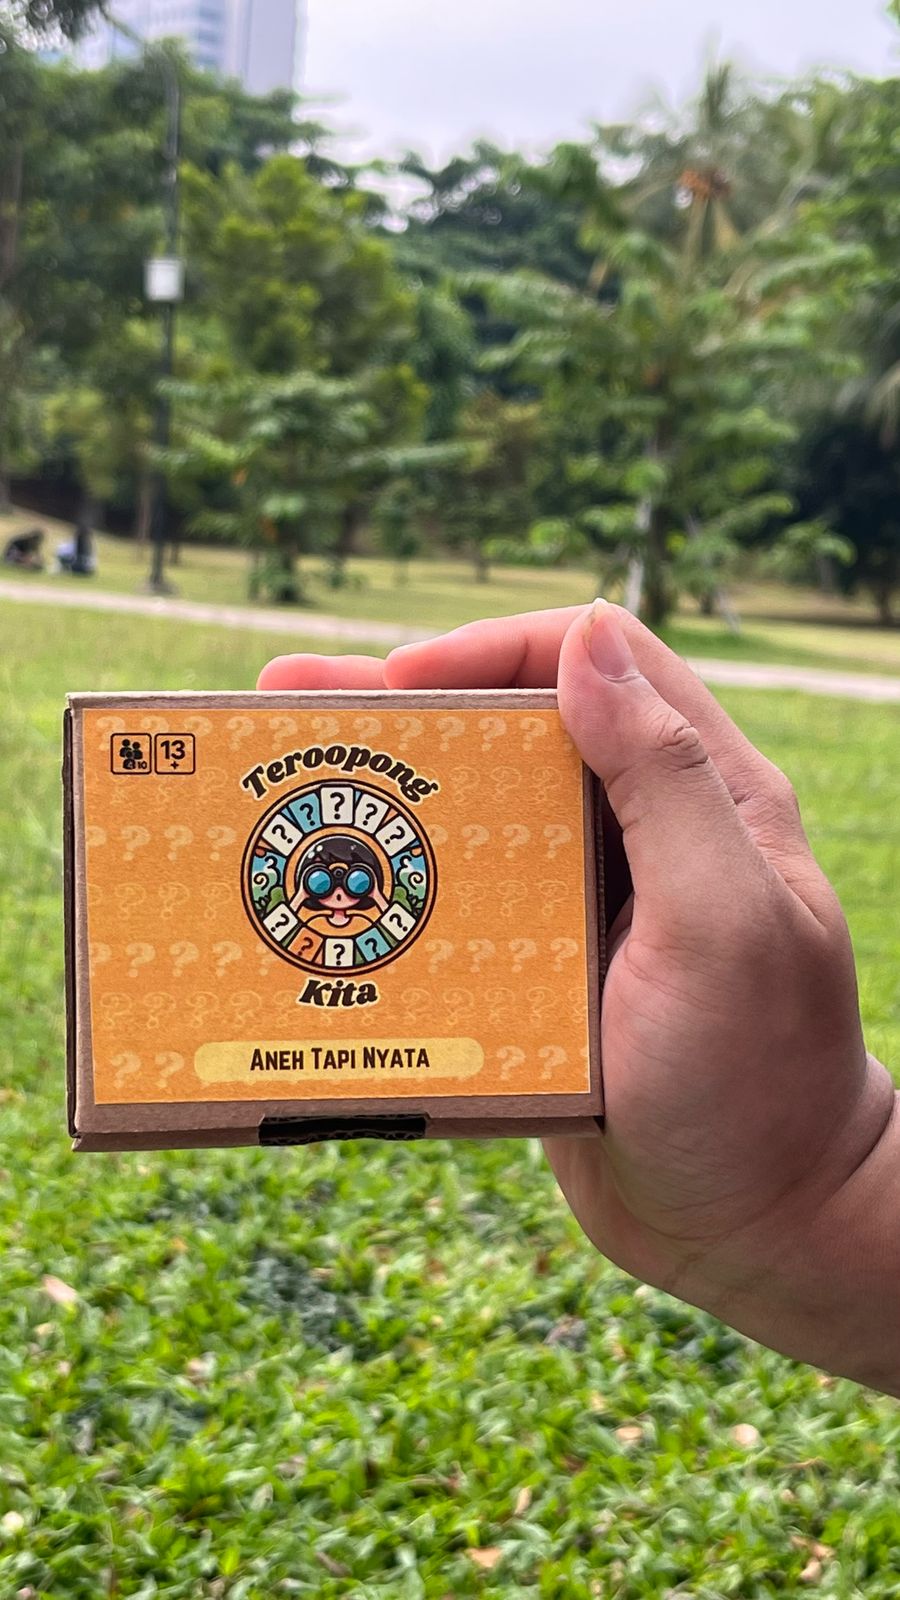 13
+
Teroopong
Kita
ANEH TAPI NYATA